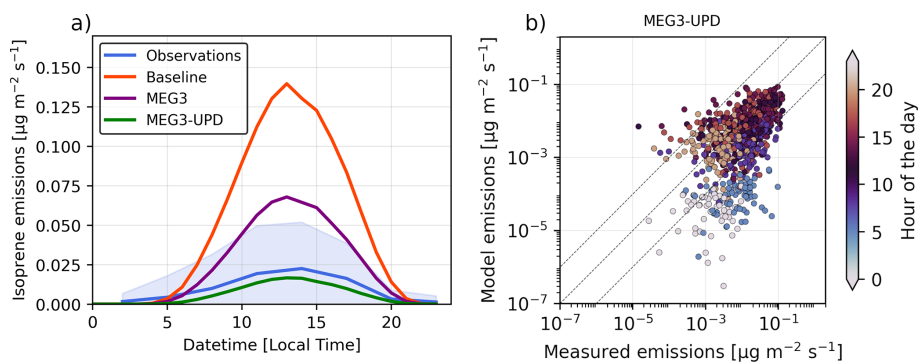 a)
Isoprene emissions [µg m⁻² s⁻¹]
0.150
0.125
0.100
0.075
0.050
0.025
0.000
Observations
Baseline
MEG3
MEG3-UPD
0 5 10 15 20
Datetime [Local Time]
b)
MEG3-UPD
Model emissions [µg m⁻² s⁻¹]
10⁻¹
10⁻³
10⁻⁵
10⁻⁷
10⁻⁷ 10⁻⁵ 10⁻³ 10⁻¹
Measured emissions [µg m⁻² s⁻¹]
20
15
10
5
0
Hour of the day